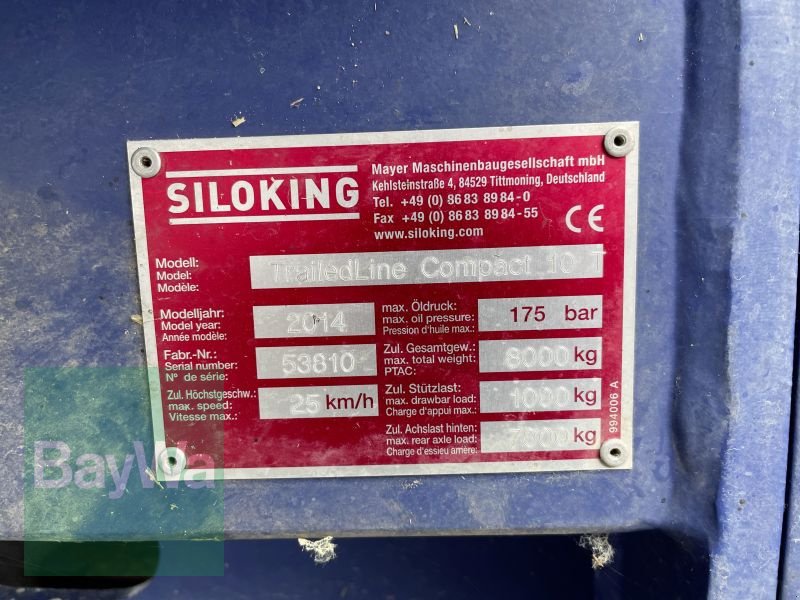 SILOKING
Mayer Maschinenbaugesellschaft mbH
Kehlsteinstraße 4, 84529 Tittmoning, Deutschland
Tel. +49 (0) 86 83 89 84-0
Fax +49 (0) 86 83 89 84-55
www.siloking.com
CE
Modell:
Model:
Modèle:
TrailedLine Compact 10 T
Modelljahr:
Model year:
Année modèle:
2014
Fabr.-Nr.:
Serial number:
N° de série:
53810
Zul. Höchstgeschw.:
max. speed:
Vitesse max.:
25 km/h
max. Öldruck:
max. oil pressure:
Pression d'huile max.:
175 bar
Zul. Gesamtgew.:
max. total weight:
PTAC:
8000 kg
Zul. Stützlast:
max. drawbar load:
Charge d'appui max.:
1000 kg
Zul. Achslast hinten:
max. rear axle load:
Charge d'essieu arrière:
7000 kg
994006 A
BayWa